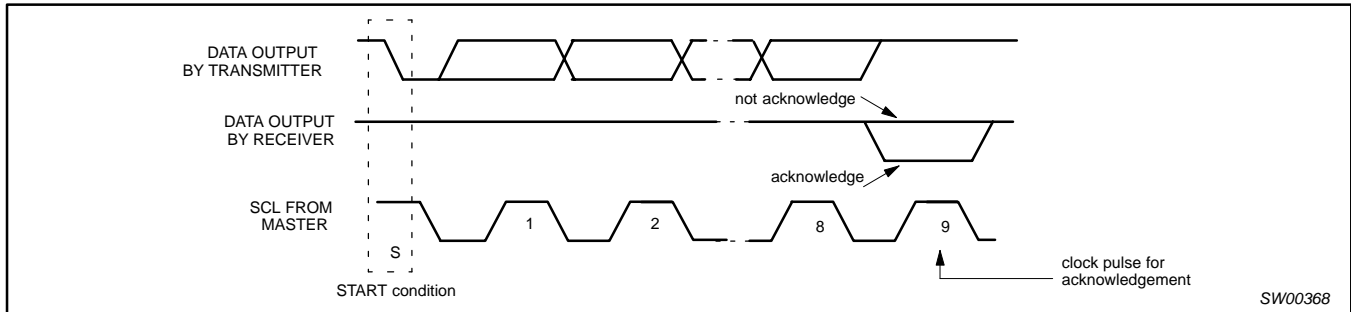 DATA OUTPUT
BY TRANSMITTER
not acknowledge
DATA OUTPUT
BY RECEIVER
acknowledge
SCL FROM
MASTER
1
2
8
9
S
START condition
clock pulse for
acknowledgement
SW00368